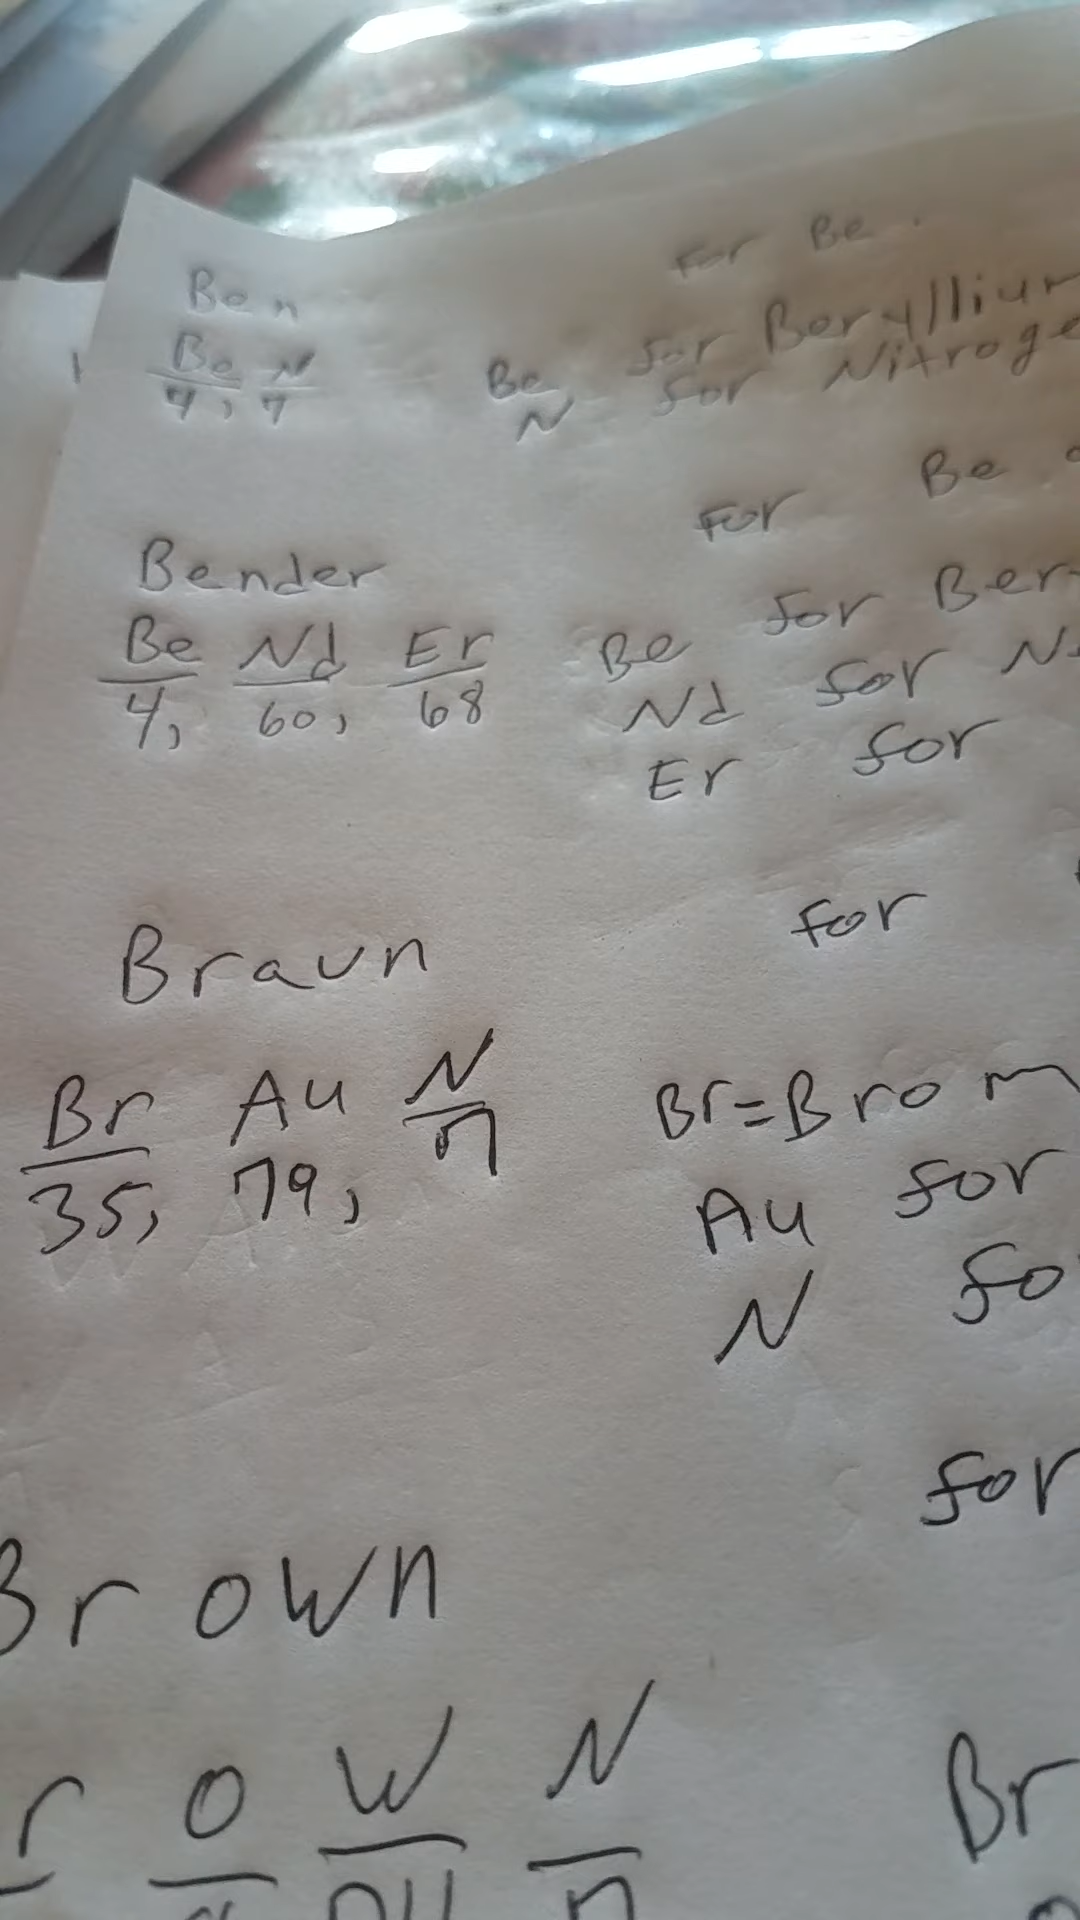 Ben For Be.
Be N Be for Beryllium
4, 7 N for Nitroge
For Be
Bender
Be Nd Er Be for Ber
4, 60, 68 Nd for N
Er for
Braun for
Br Au N Br=Brom
35, 79, 7 Au for
N fo
for
Brown
r O W N Br